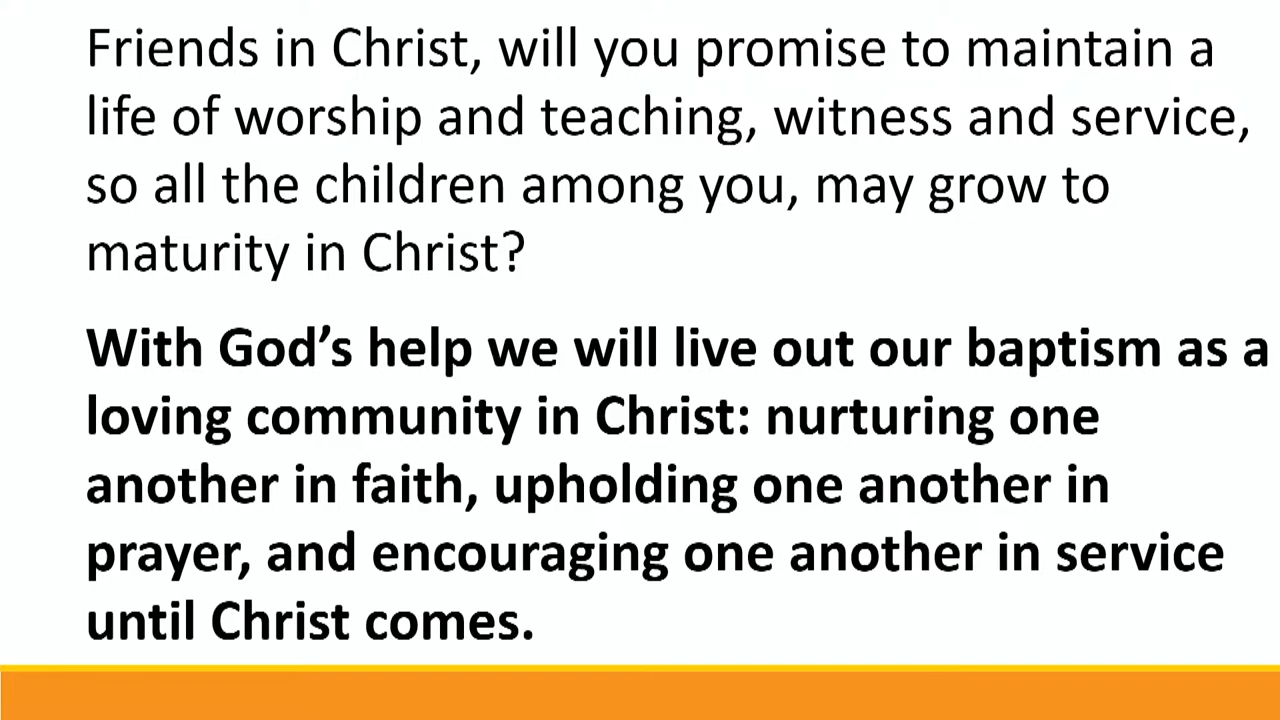 Friends in Christ, will you promise to maintain a
life of worship and teaching, witness and service,
so all the children among you, may grow to
maturity in Christ?
With God’s help we will live out our baptism as a
loving community in Christ: nurturing one
another in faith, upholding one another in
prayer, and encouraging one another in service
until Christ comes.